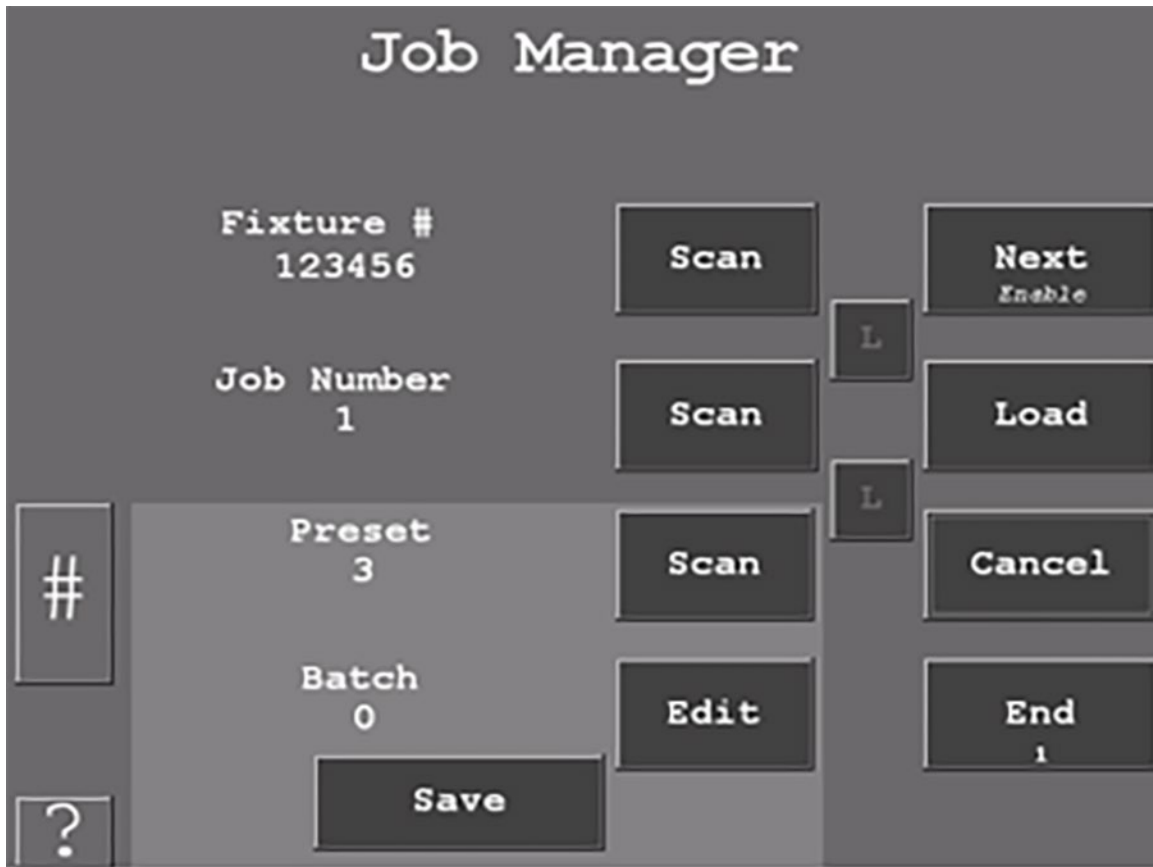 Job Manager
Fixture #
123456
Scan
Next
Enable
L
Job Number
1
Scan
Load
L
#
Preset
3
Scan
Cancel
Batch
0
Edit
End
1
Save
?